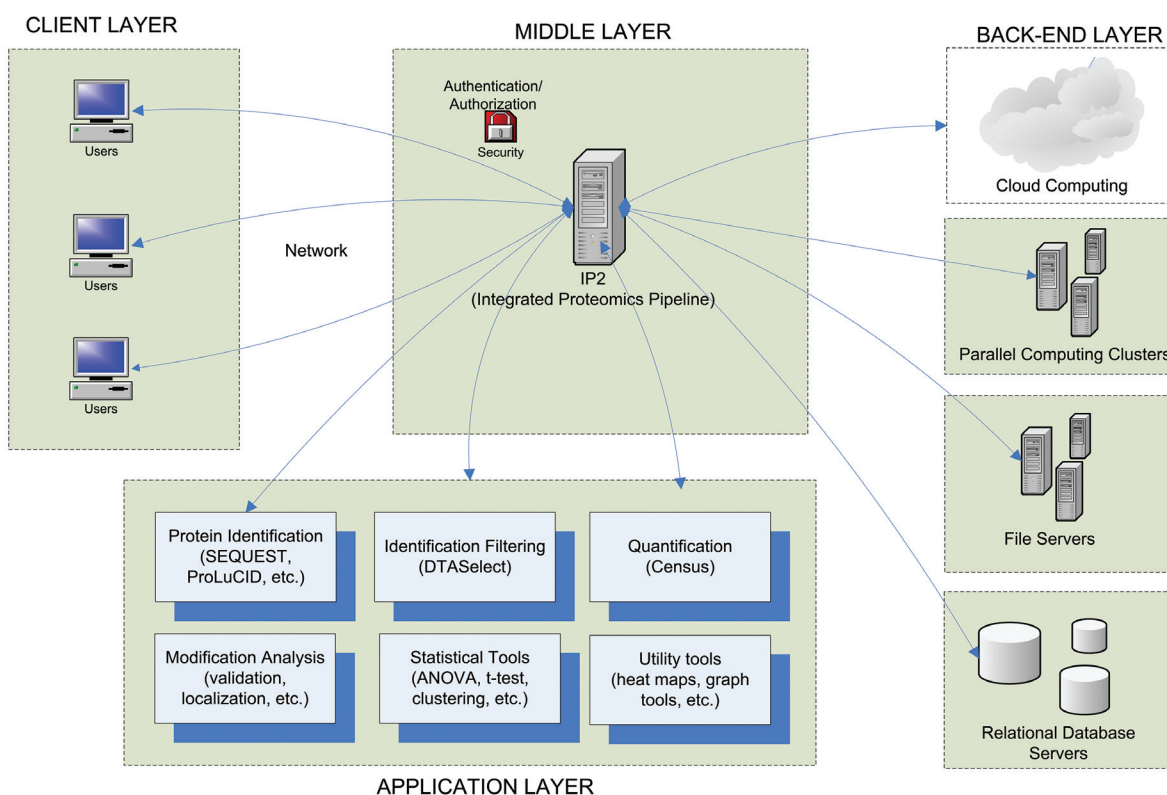 CLIENT LAYER
Users
Users
Users
Network
MIDDLE LAYER
Authentication/
Authorization
Security
IP2
(Integrated Proteomics Pipeline)
BACK-END LAYER
Cloud Computing
Parallel Computing Clusters
File Servers
Relational Database
Servers
Protein Identification
(SEQUEST,
ProLuCID, etc.)
Identification Filtering
(DTASelect)
Quantification
(Census)
Modification Analysis
(validation,
localization, etc.)
Statistical Tools
(ANOVA, t-test,
clustering, etc.)
Utility tools
(heat maps, graph
tools, etc.)
APPLICATION LAYER